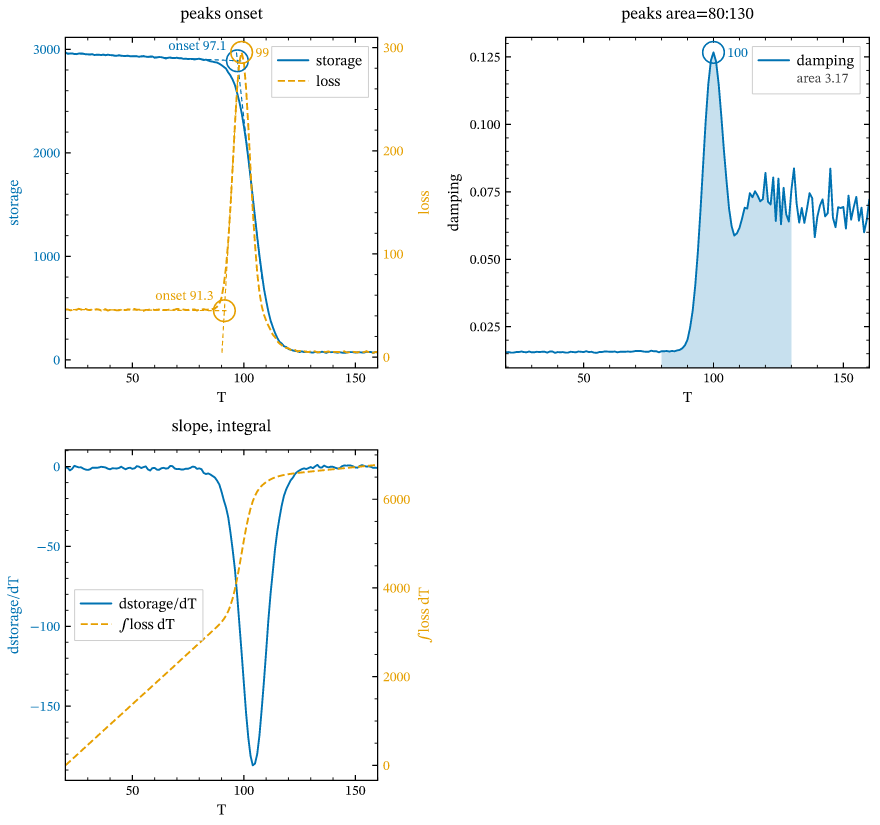 peaks onset
onset 97.1
99
storage
loss
3000
2000
1000
0
300
200
100
0
storage
loss
onset 91.3
50
100
150
T
peaks area=80:130
100
damping
area 3.17
0.125
0.100
0.075
0.050
0.025
damping
50
100
150
T
slope, integral
0
−50
−100
−150
6000
4000
2000
0
dstorage/dT
∫loss dT
dstorage/dT
∫loss dT
50
100
150
T